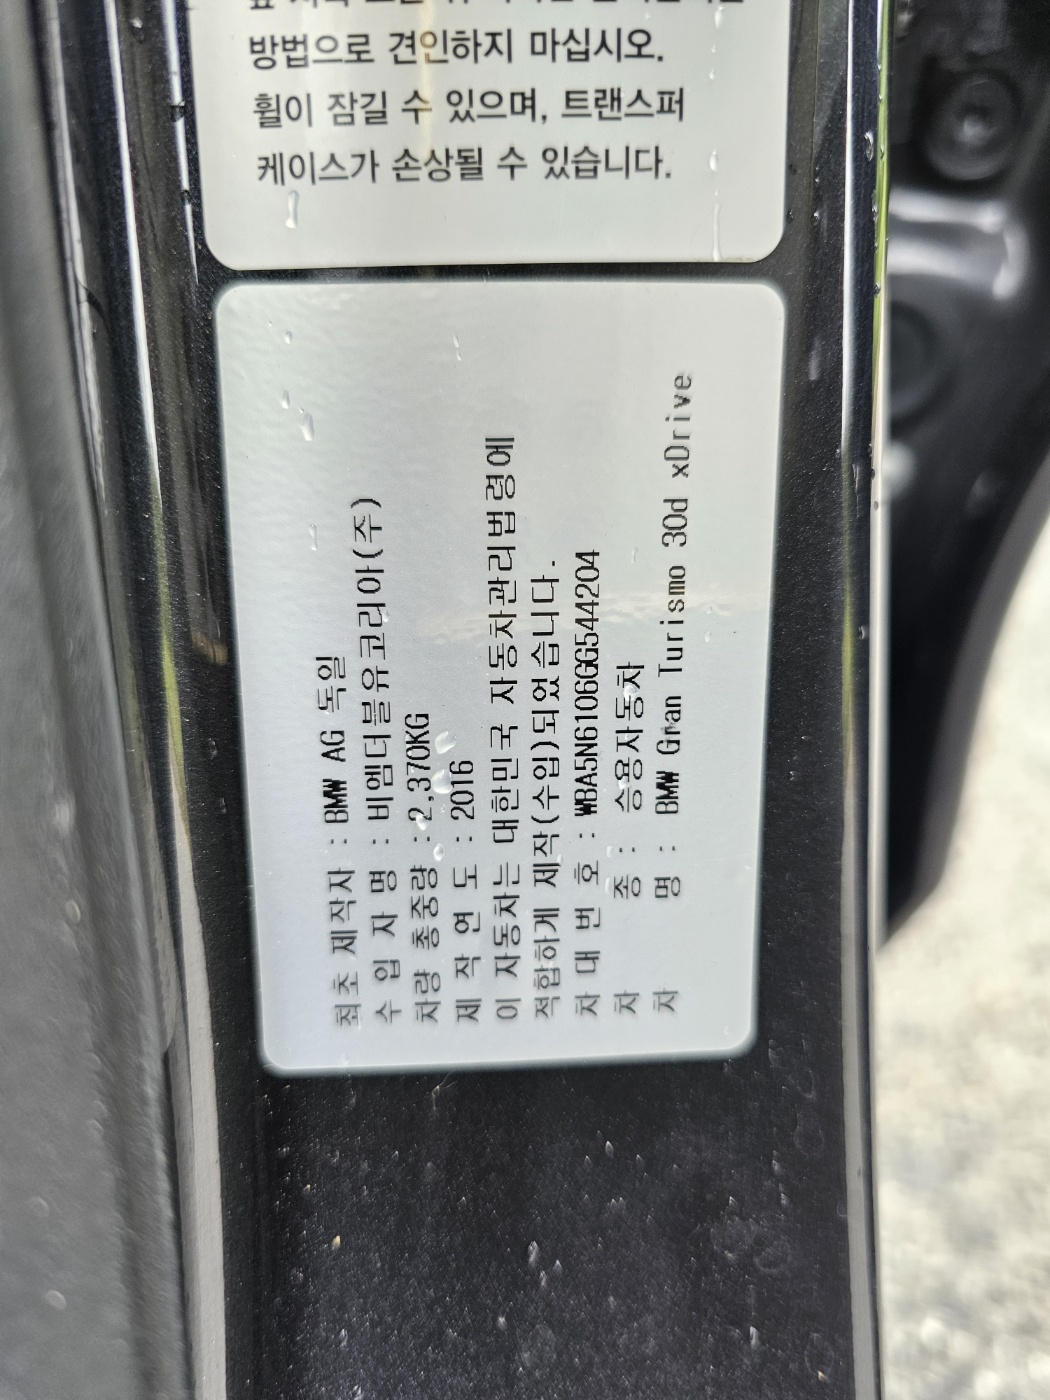 방법으로 견인하지 마십시오.
휠이 잠길 수 있으며, 트랜스퍼
케이스가 손상될 수 있습니다.
최초 제작자 : BMW AG 독일
수 입 자 명 : 비엠더블유코리아(주)
차량 총중량 : 2,370KG
제 작 연 도 : 2016
이 자동차는 대한민국 자동차관리법령에
적합하게 제작(수입)되었습니다.
차 대 번 호 : WBA5N6106GG544204
차 종 : 승용자동차
차 명 : BMW Gran Turismo 30d xDrive